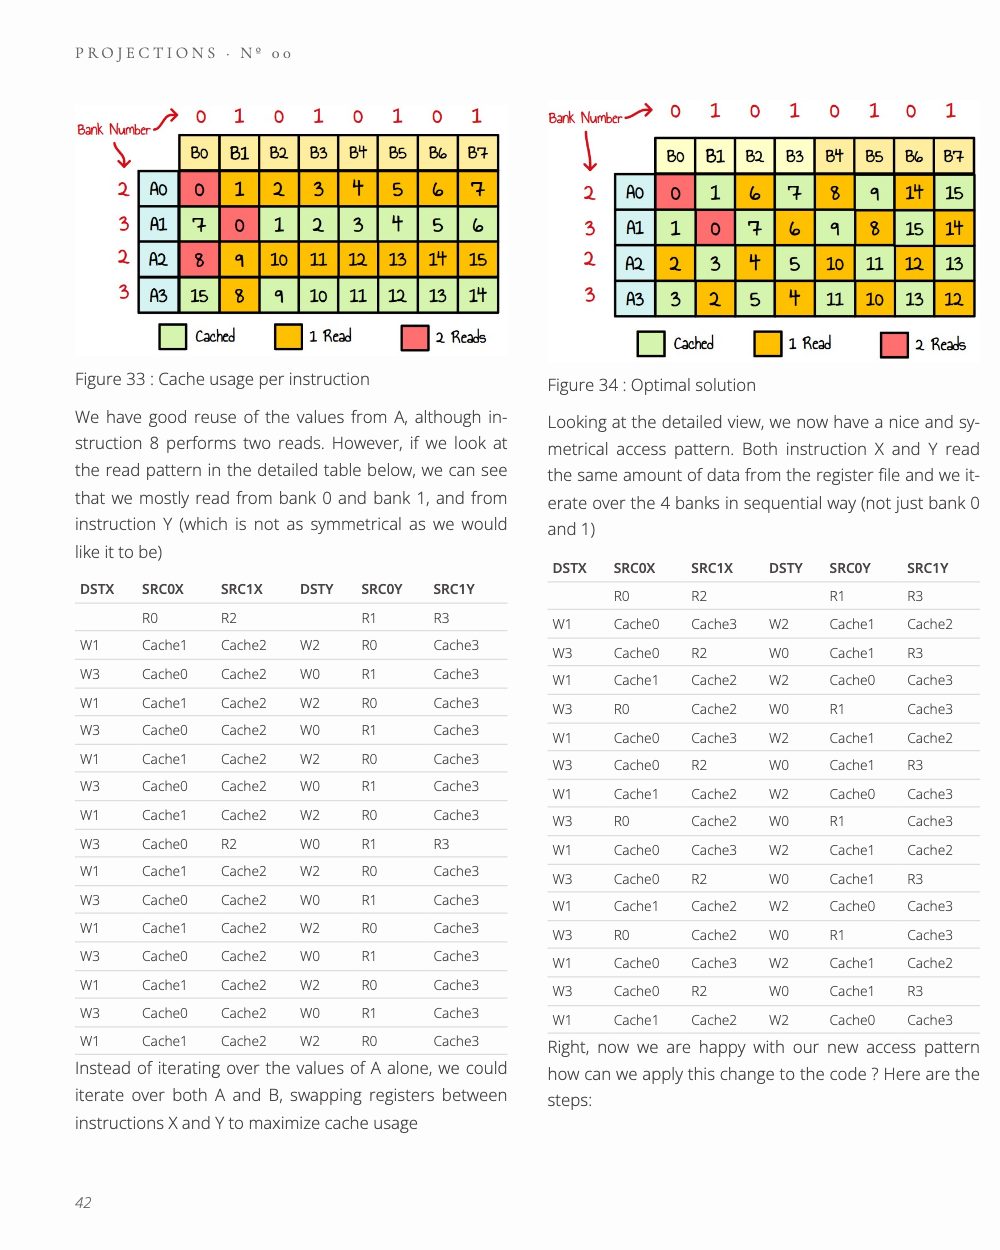 PROJECTIONS · Nº 00
Bank Number 0 1 0 1 0 1 0 1
B0 B1 B2 B3 B4 B5 B6 B7
2 A0 0 1 2 3 4 5 6 7
3 A1 7 0 1 2 3 4 5 6
2 A2 8 9 10 11 12 13 14 15
3 A3 15 8 9 10 11 12 13 14
Cached 1 Read 2 Reads
Figure 33 : Cache usage per instruction
We have good reuse of the values from A, although in-
struction 8 performs two reads. However, if we look at
the read pattern in the detailed table below, we can see
that we mostly read from bank 0 and bank 1, and from
instruction Y (which is not as symmetrical as we would
like it to be)
DSTX SRC0X SRC1X DSTY SRC0Y SRC1Y
R0 R2 R1 R3
W1 Cache1 Cache2 W2 R0 Cache3
W3 Cache0 Cache2 W0 R1 Cache3
W1 Cache1 Cache2 W2 R0 Cache3
W3 Cache0 Cache2 W0 R1 Cache3
W1 Cache1 Cache2 W2 R0 Cache3
W3 Cache0 Cache2 W0 R1 Cache3
W1 Cache1 Cache2 W2 R0 Cache3
W3 Cache0 R2 W0 R1 R3
W1 Cache1 Cache2 W2 R0 Cache3
W3 Cache0 Cache2 W0 R1 Cache3
W1 Cache1 Cache2 W2 R0 Cache3
W3 Cache0 Cache2 W0 R1 Cache3
W1 Cache1 Cache2 W2 R0 Cache3
W3 Cache0 Cache2 W0 R1 Cache3
W1 Cache1 Cache2 W2 R0 Cache3
Instead of iterating over the values of A alone, we could
iterate over both A and B, swapping registers between
instructions X and Y to maximize cache usage
Bank Number 0 1 0 1 0 1 0 1
B0 B1 B2 B3 B4 B5 B6 B7
2 A0 0 1 6 7 8 9 14 15
3 A1 1 0 7 6 9 8 15 14
2 A2 2 3 4 5 10 11 12 13
3 A3 3 2 5 4 11 10 13 12
Cached 1 Read 2 Reads
Figure 34 : Optimal solution
Looking at the detailed view, we now have a nice and sy-
metrical access pattern. Both instruction X and Y read
the same amount of data from the register file and we it-
erate over the 4 banks in sequential way (not just bank 0
and 1)
DSTX SRC0X SRC1X DSTY SRC0Y SRC1Y
R0 R2 R1 R3
W1 Cache0 Cache3 W2 Cache1 Cache2
W3 Cache0 R2 W0 Cache1 R3
W1 Cache1 Cache2 W2 Cache0 Cache3
W3 R0 Cache2 W0 R1 Cache3
W1 Cache0 Cache3 W2 Cache1 Cache2
W3 Cache0 R2 W0 Cache1 R3
W1 Cache1 Cache2 W2 Cache0 Cache3
W3 R0 Cache2 W0 R1 Cache3
W1 Cache0 Cache3 W2 Cache1 Cache2
W3 Cache0 R2 W0 Cache1 R3
W1 Cache1 Cache2 W2 Cache0 Cache3
W3 R0 Cache2 W0 R1 Cache3
W1 Cache0 Cache3 W2 Cache1 Cache2
W3 Cache0 R2 W0 Cache1 R3
W1 Cache1 Cache2 W2 Cache0 Cache3
Right, now we are happy with our new access pattern
how can we apply this change to the code ? Here are the
steps:
42